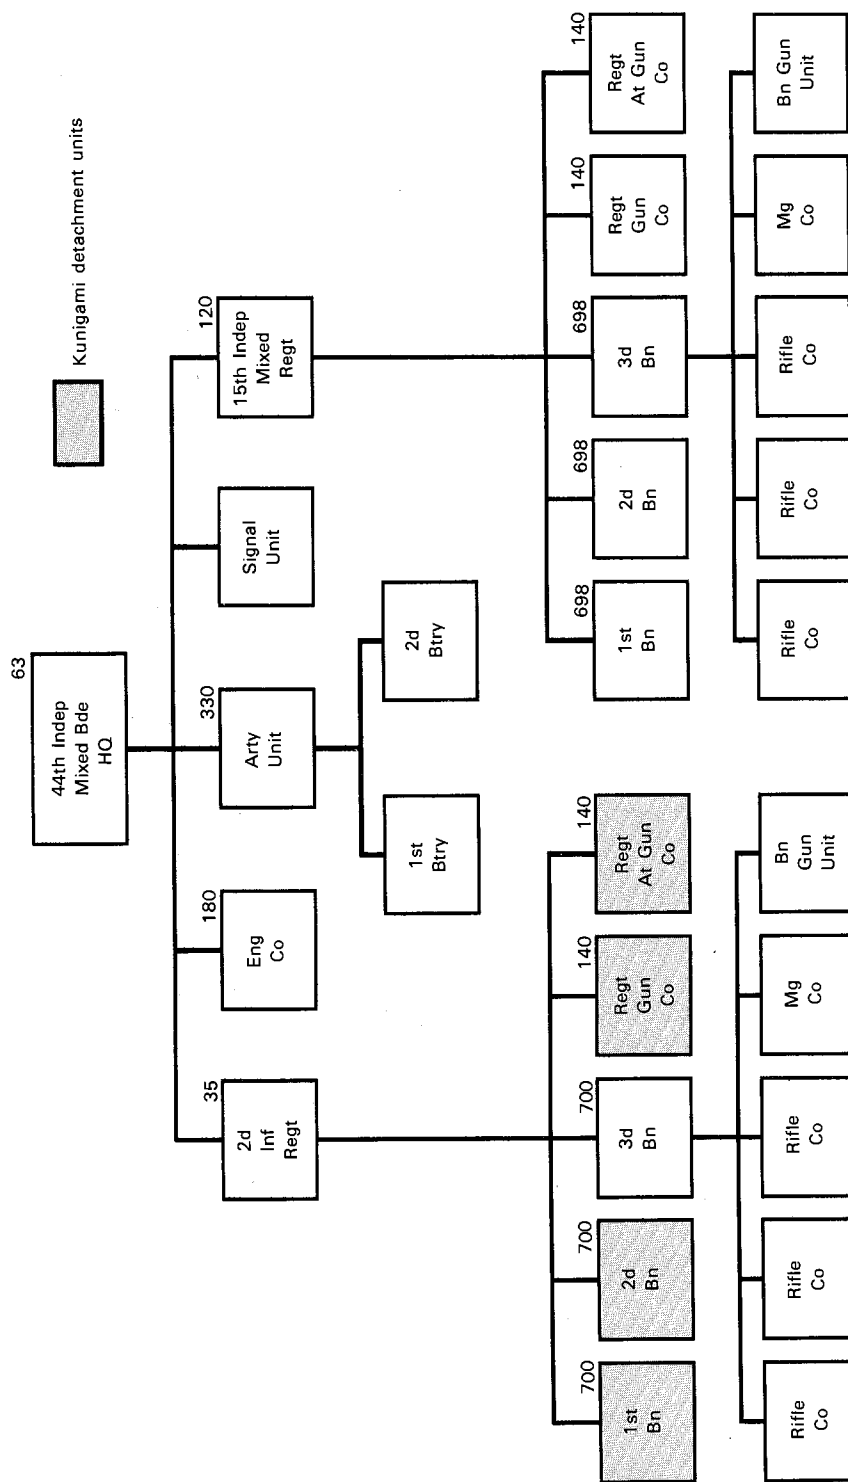 Kunigami detachment units
63
44th Indep
Mixed Bde
HQ
35
2d
Inf
Regt
180
Eng
Co
330
Arty
Unit
Signal
Unit
120
15th Indep
Mixed
Regt
1st
Btry
2d
Btry
700
1st
Bn
700
2d
Bn
700
3d
Bn
140
Regt
Gun
Co
140
Regt
At Gun
Co
698
1st
Bn
698
2d
Bn
698
3d
Bn
140
Regt
Gun
Co
140
Regt
At Gun
Co
Rifle
Co
Rifle
Co
Rifle
Co
Mg
Co
Bn
Gun
Unit
Rifle
Co
Rifle
Co
Rifle
Co
Mg
Co
Bn Gun
Unit